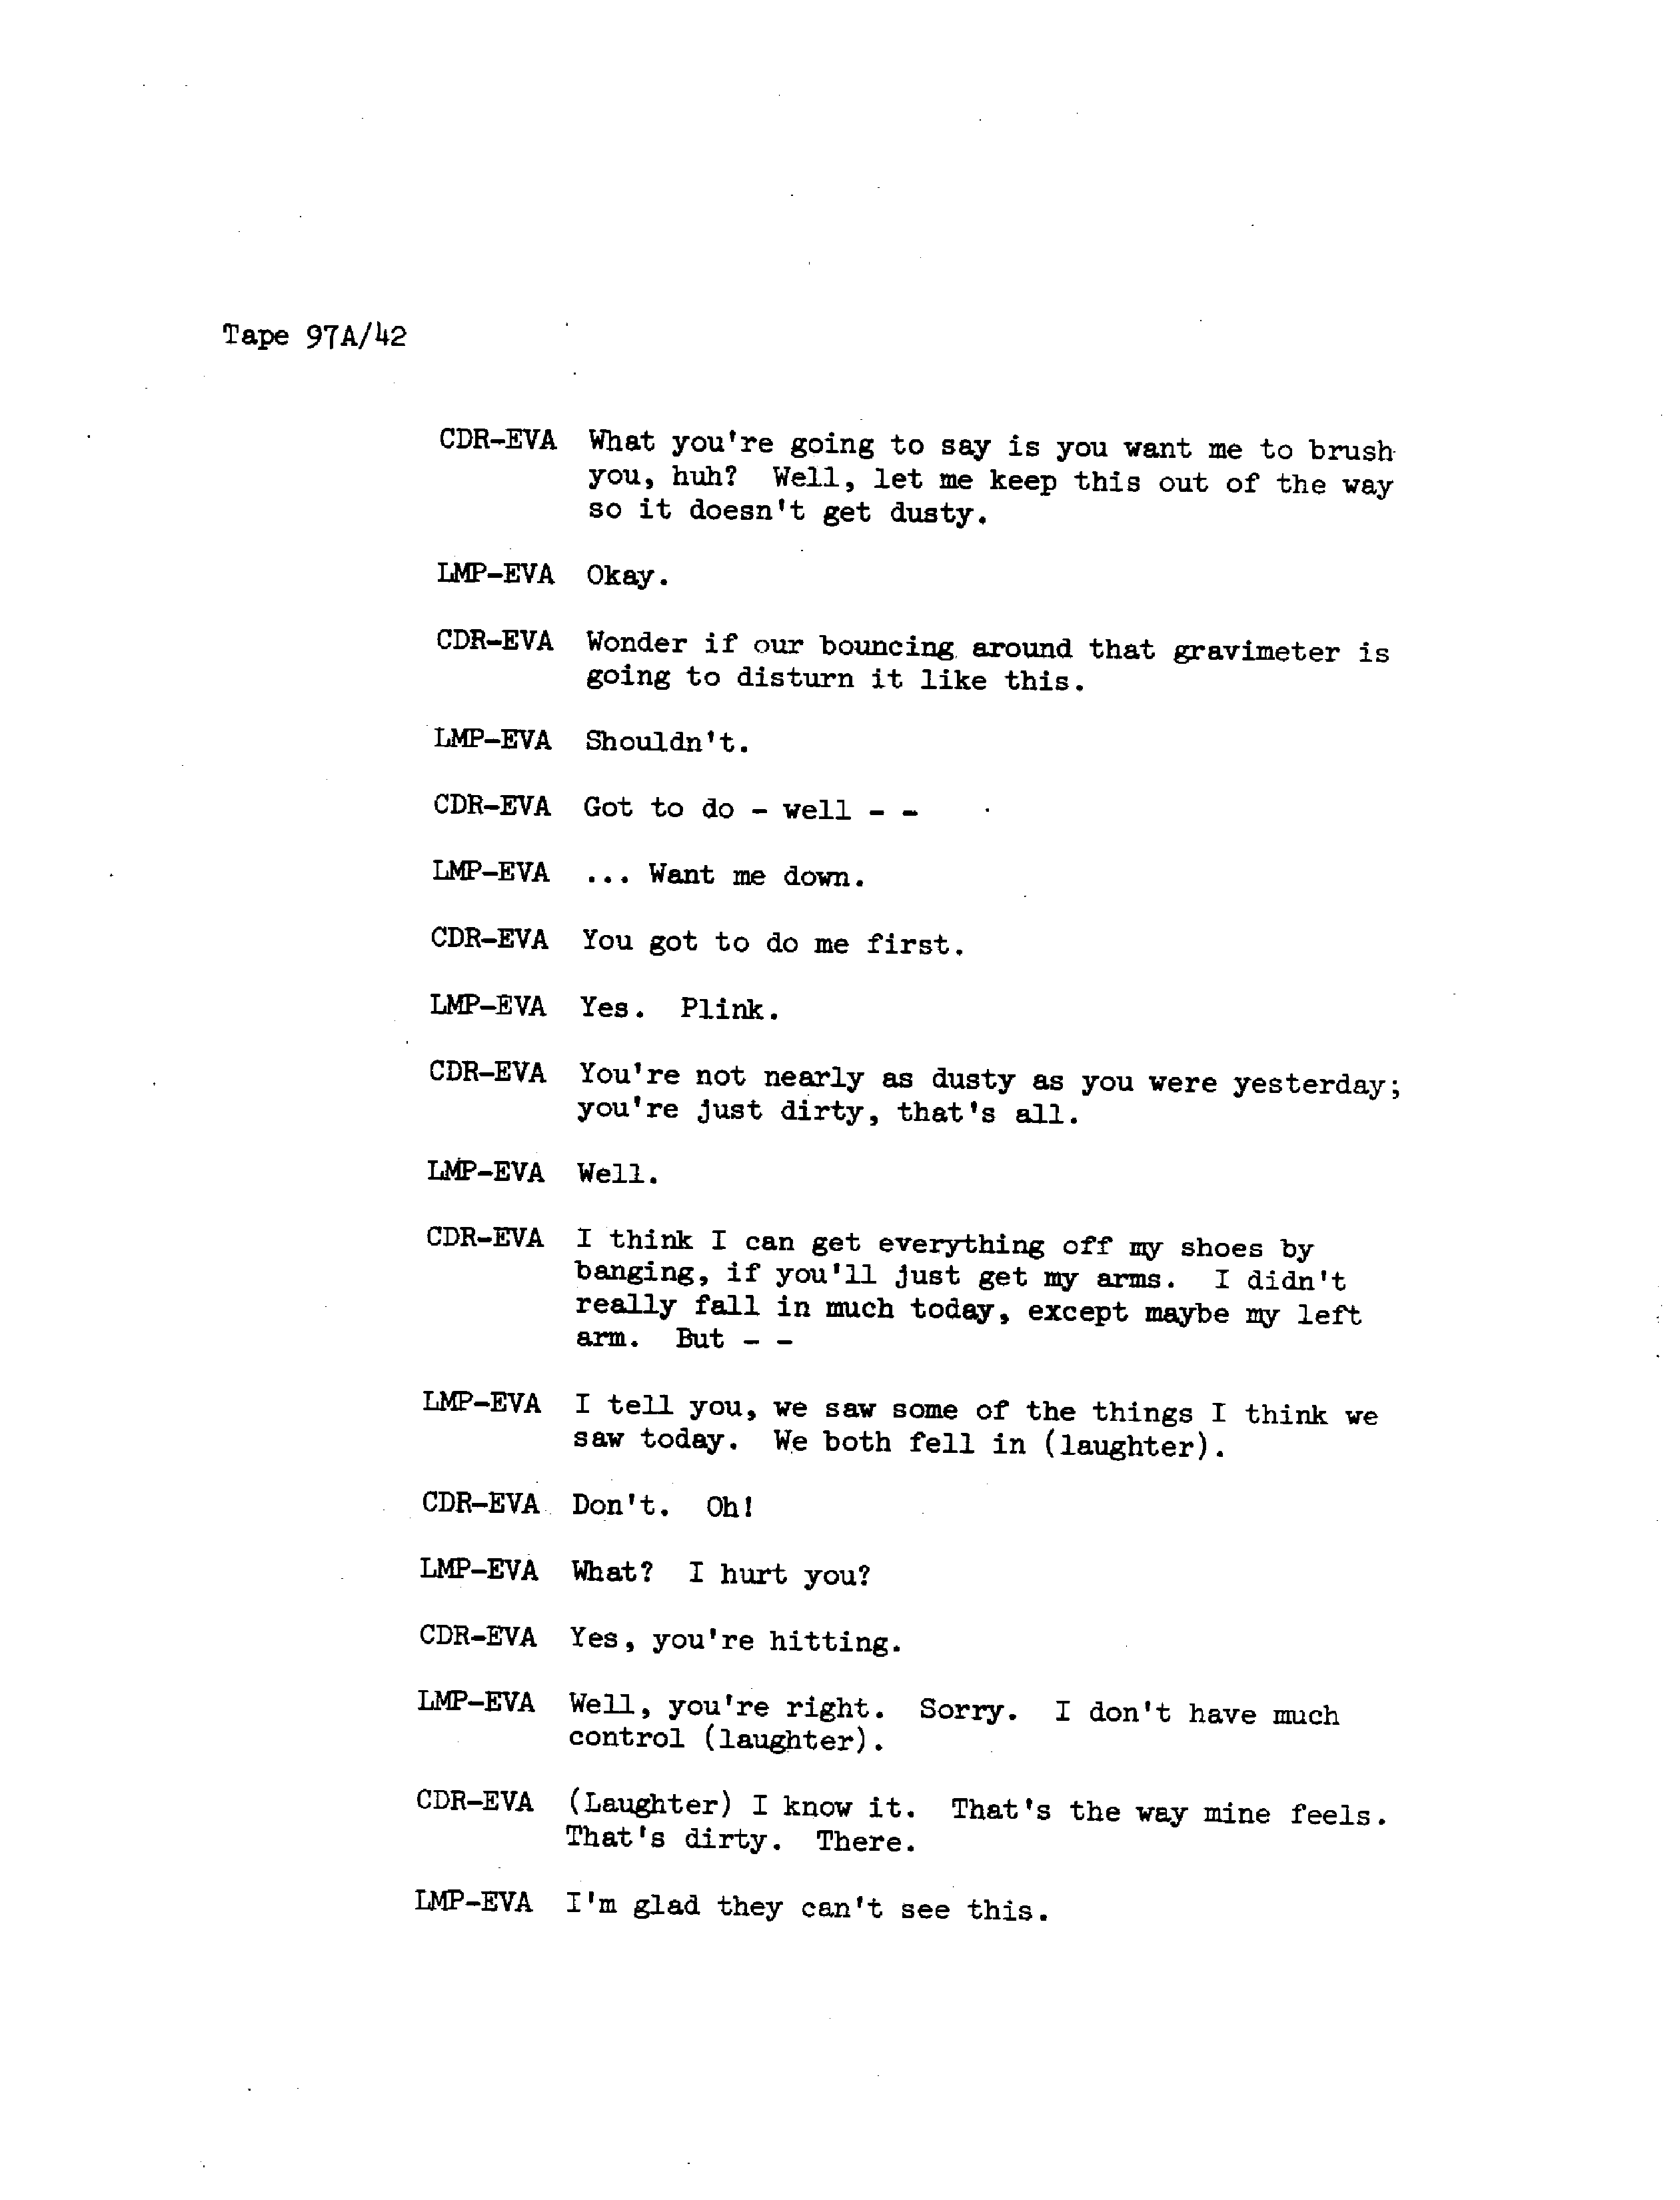 Tape 97A/42
CDR-EVA What you're going to say is you want me to brush
you, huh? Well, let me keep this out of the way
so it doesn't get dusty.
LMP-EVA Okay.
CDR-EVA Wonder if our bouncing around that gravimeter is
going to disturn it like this.
LMP-EVA Shouldn't.
CDR-EVA Got to do - well - -
LMP-EVA ... Want me down.
CDR-EVA You got to do me first.
LMP-EVA Yes. Plink.
CDR-EVA You're not nearly as dusty as you were yesterday;
you're just dirty, that's all.
LMP-EVA Well.
CDR-EVA I think I can get everything off my shoes by
banging, if you'll just get my arms. I didn't
really fall in much today, except maybe my left
arm. But - -
LMP-EVA I tell you, we saw some of the things I think we
saw today. We both fell in (laughter).
CDR-EVA Don't. Oh!
LMP-EVA What? I hurt you?
CDR-EVA Yes, you're hitting.
LMP-EVA Well, you're right. Sorry. I don't have much
control (laughter).
CDR-EVA (Laughter) I know it. That's the way mine feels.
That's dirty. There.
LMP-EVA I'm glad they can't see this.